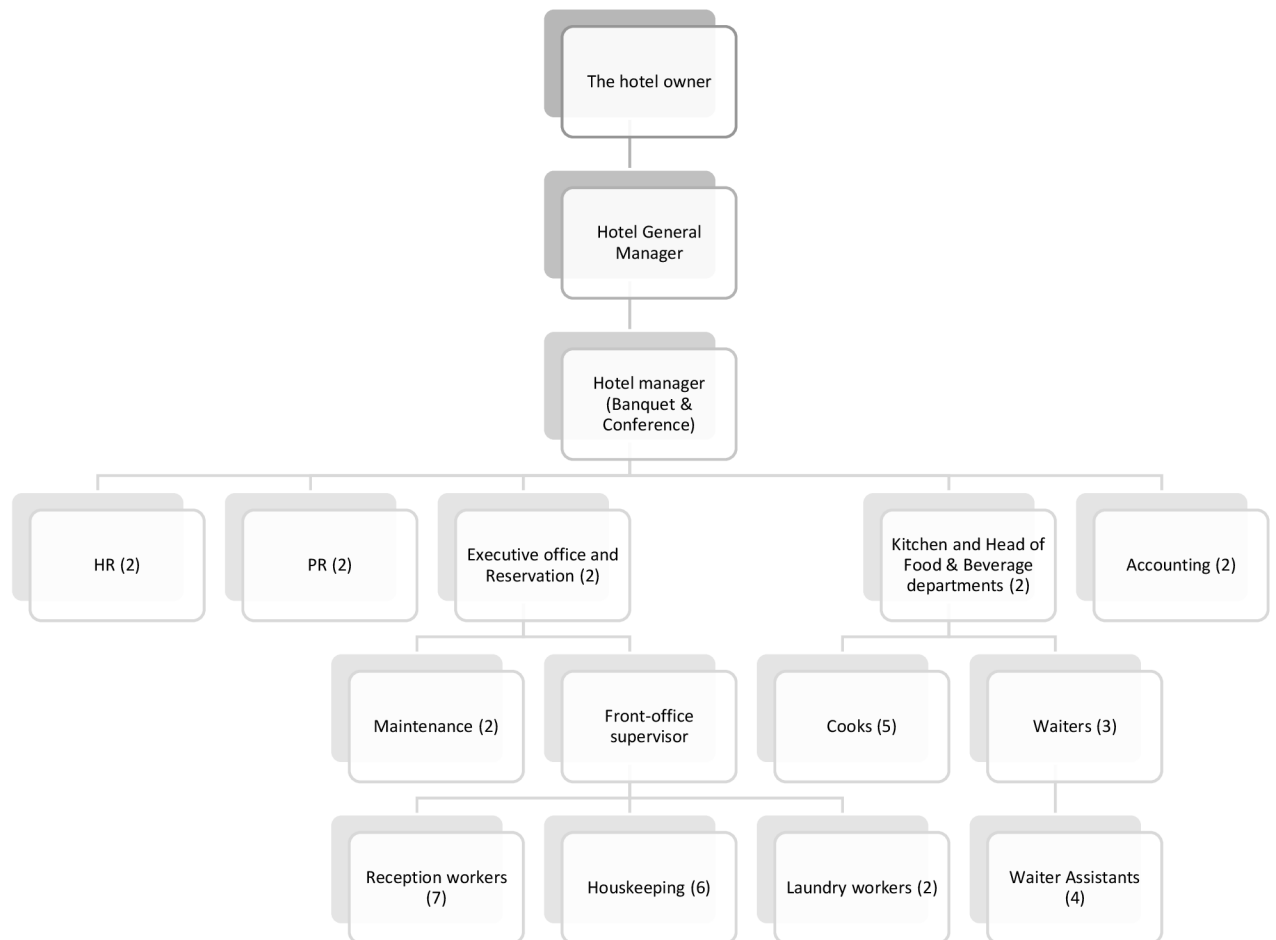 The hotel owner
Hotel General
Manager
Hotel manager
(Banquet &
Conference)
HR (2)
PR (2)
Executive office and
Reservation (2)
Kitchen and Head of
Food & Beverage
departments (2)
Accounting (2)
Maintenance (2)
Front-office
supervisor
Cooks (5)
Waiters (3)
Reception workers
(7)
Houskeeping (6)
Laundry workers (2)
Waiter Assistants
(4)